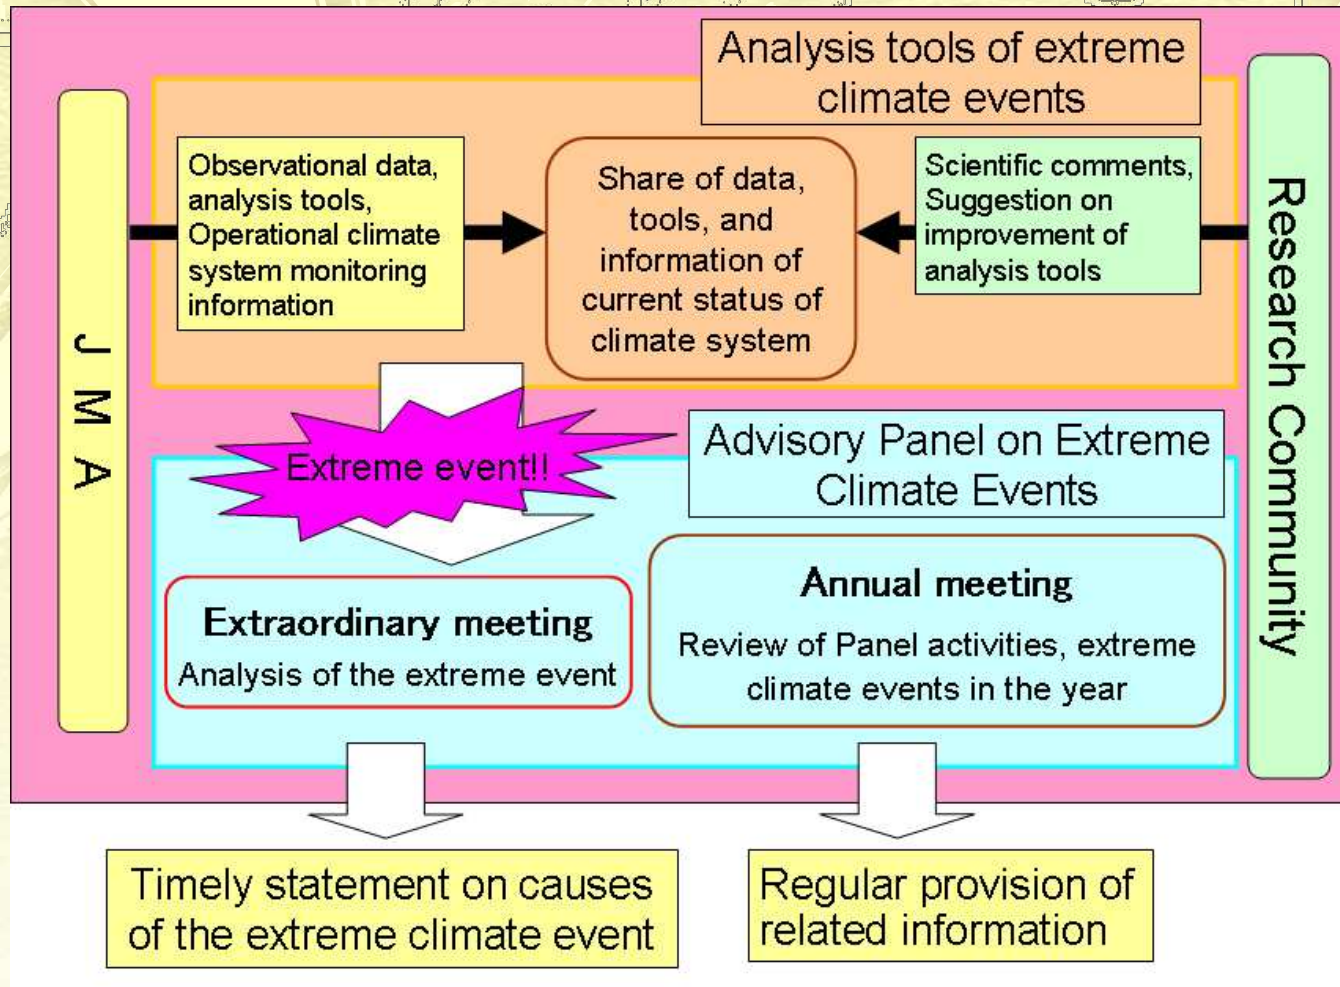 Analysis tools of extreme
climate events
J M A
Observational data,
analysis tools,
Operational climate
system monitoring
information
Share of data,
tools, and
information of
current status of
climate system
Scientific comments,
Suggestion on
improvement of
analysis tools
Research Community
Extreme event!!
Advisory Panel on Extreme
Climate Events
Extraordinary meeting
Analysis of the extreme event
Annual meeting
Review of Panel activities, extreme
climate events in the year
Timely statement on causes
of the extreme climate event
Regular provision of
related information